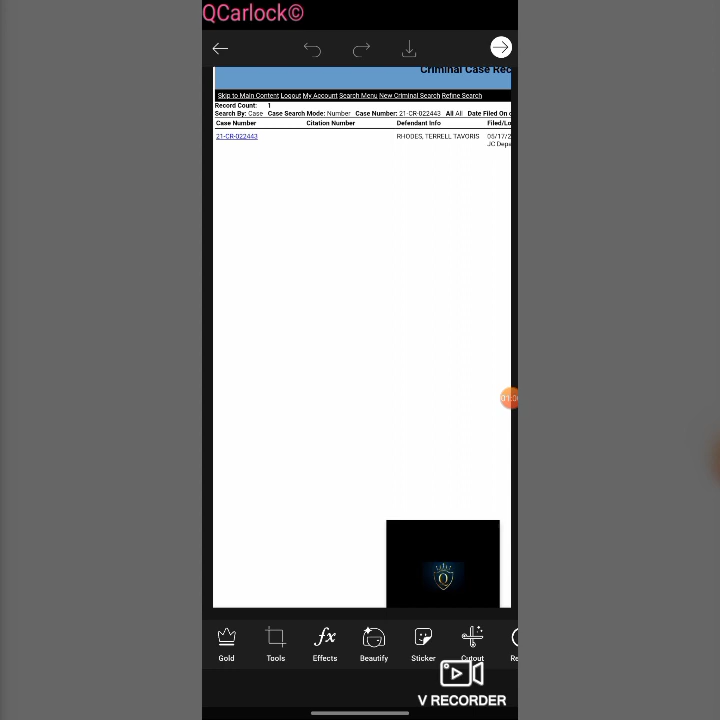 QCarlock©
Criminal Case Rec
Skip to Main Content Logout My Account Search Menu New Criminal Search Refine Search
Record Count: 1
Search By: Case Case Search Mode: Number Case Number: 21-CR-022443 All All Date Filed On
Case Number Citation Number Defendant Info Filed/Lo
21-CR-022443 RHODES, TERRELL TAVORIS 05/17/2
JC Depa
01:0
Q
Gold Tools Effects Beautify Sticker Cutout Re
V RECORDER